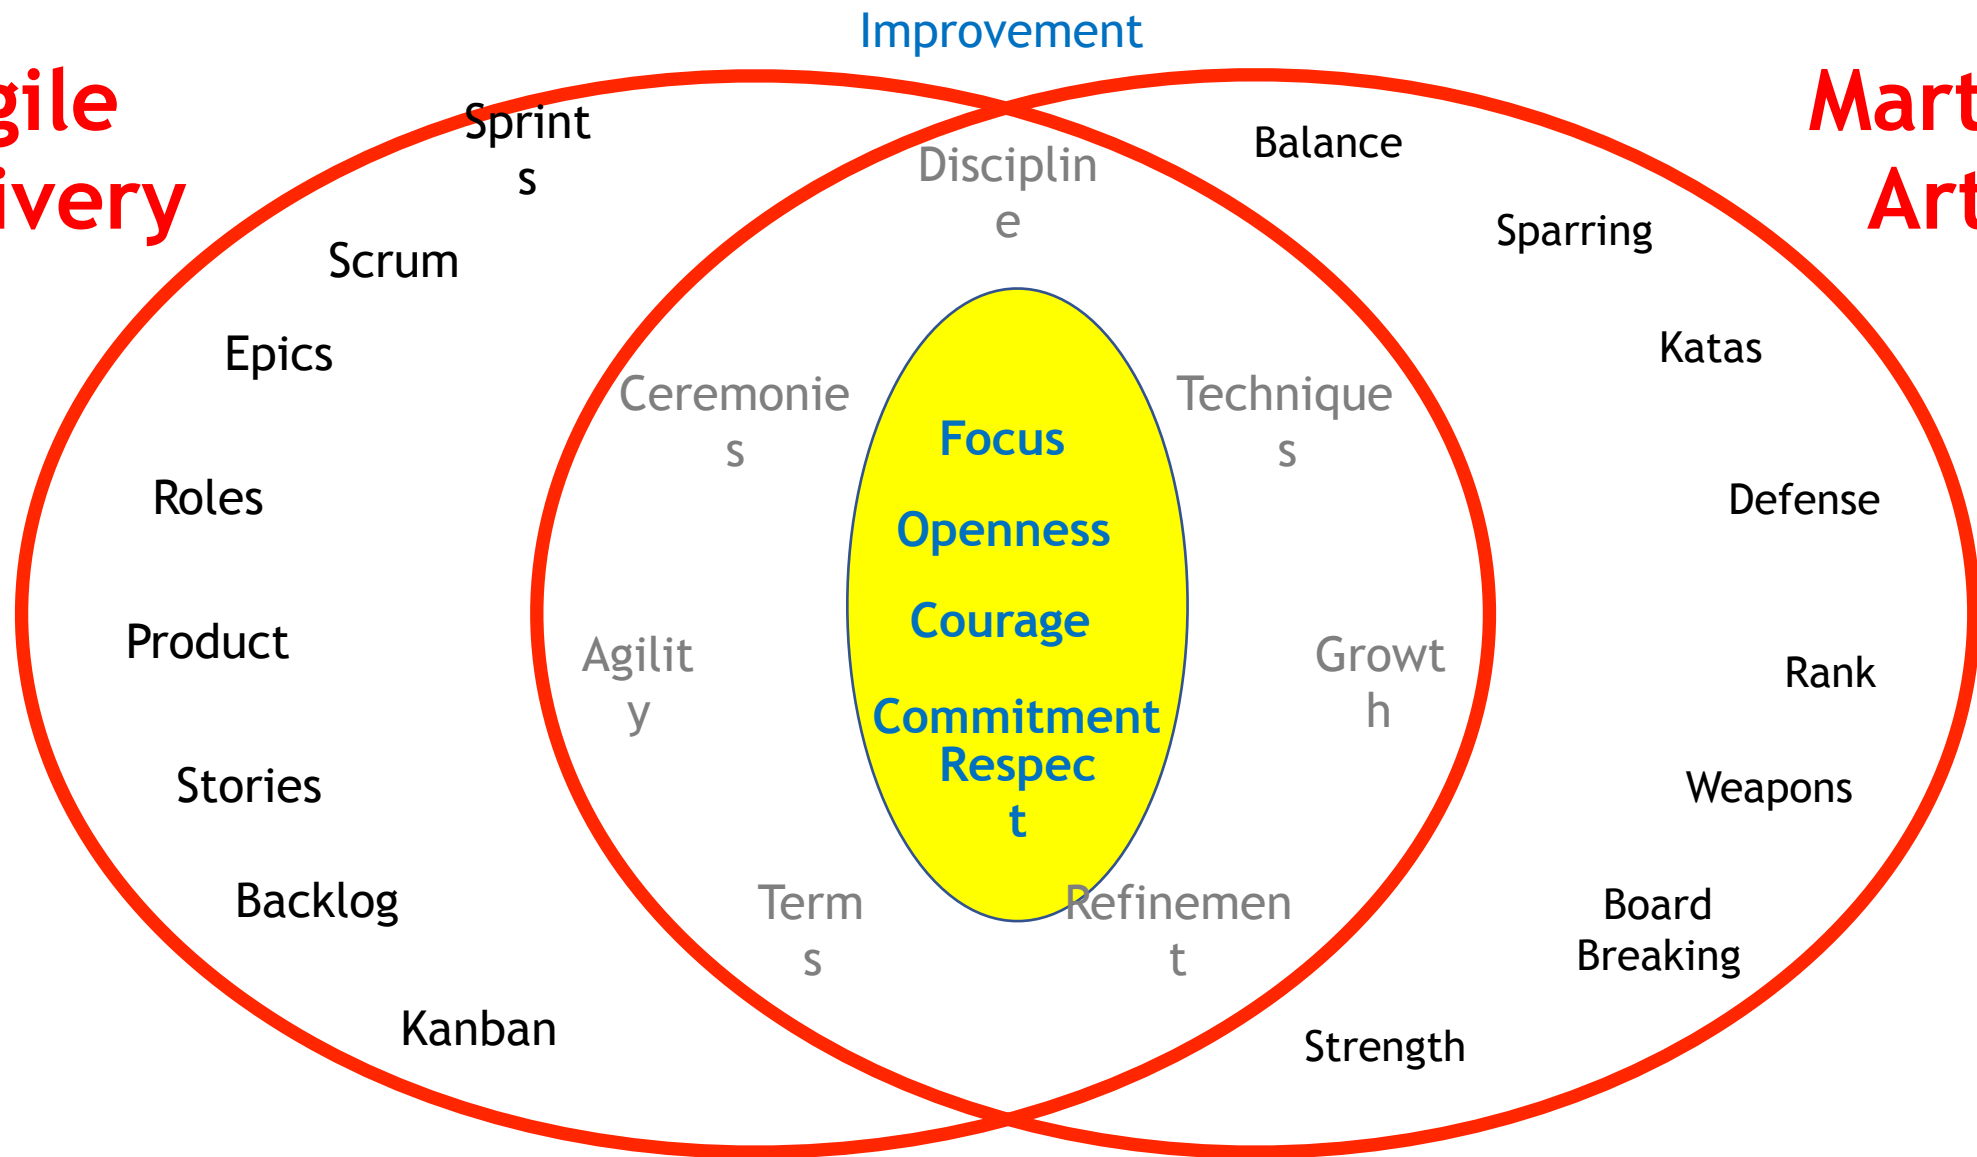 Improvement
gile
ivery
Mart
Art
Sprint
s
Scrum
Epics
Roles
Product
Stories
Backlog
Kanban
Disciplin
e
Ceremonie
s
Technique
s
Agilit
y
Growt
h
Term
s
Refinemen
t
Focus
Openness
Courage
Commitment
Respec
t
Balance
Sparring
Katas
Defense
Rank
Weapons
Board
Breaking
Strength